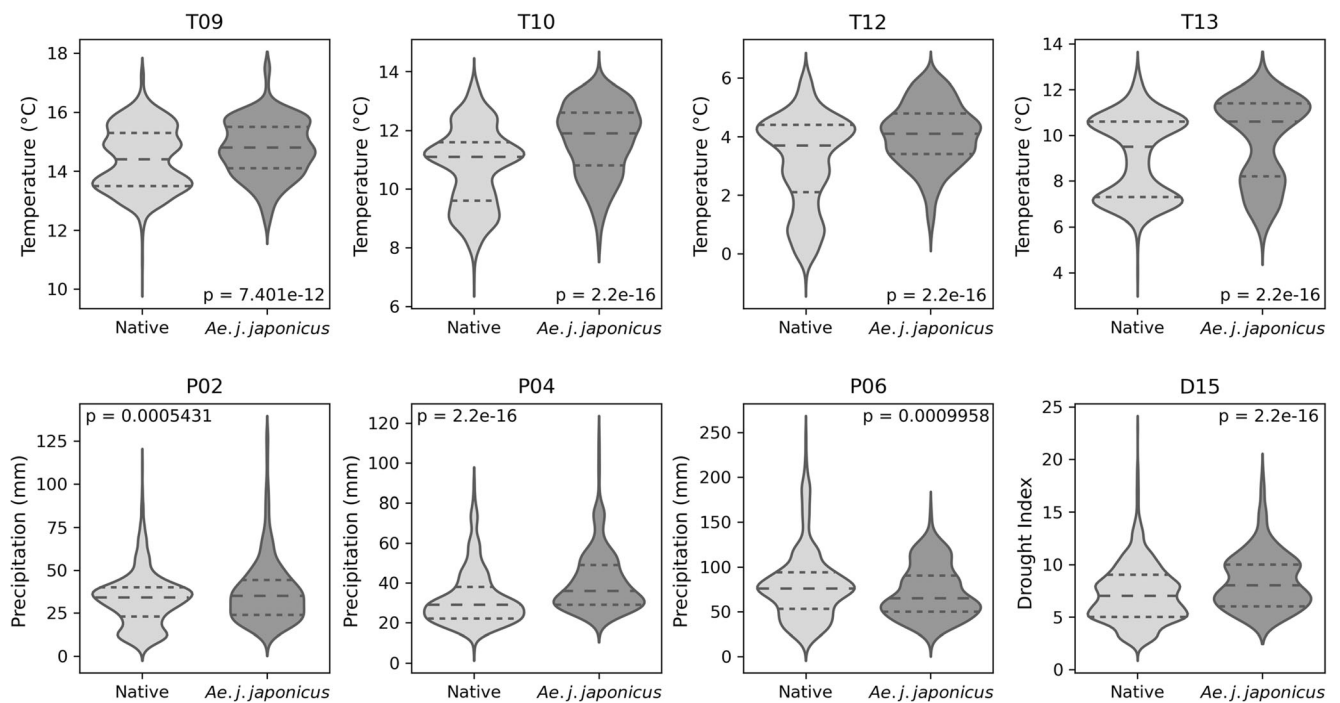 T09
T10
T12
T13
Temperature (°C)
18
16
14
12
10
p = 7.401e-12
Native
Ae. j. japonicus
Temperature (°C)
14
12
10
8
6
p = 2.2e-16
Native
Ae. j. japonicus
Temperature (°C)
6
4
2
0
p = 2.2e-16
Native
Ae. j. japonicus
Temperature (°C)
14
12
10
8
6
4
p = 2.2e-16
Native
Ae. j. japonicus
P02
P04
P06
D15
Precipitation (mm)
125
100
75
50
25
0
p = 0.0005431
Native
Ae. j. japonicus
Precipitation (mm)
120
100
80
60
40
20
0
p = 2.2e-16
Native
Ae. j. japonicus
Precipitation (mm)
250
200
150
100
50
0
p = 0.0009958
Native
Ae. j. japonicus
Drought Index
25
20
15
10
5
0
p = 2.2e-16
Native
Ae. j. japonicus